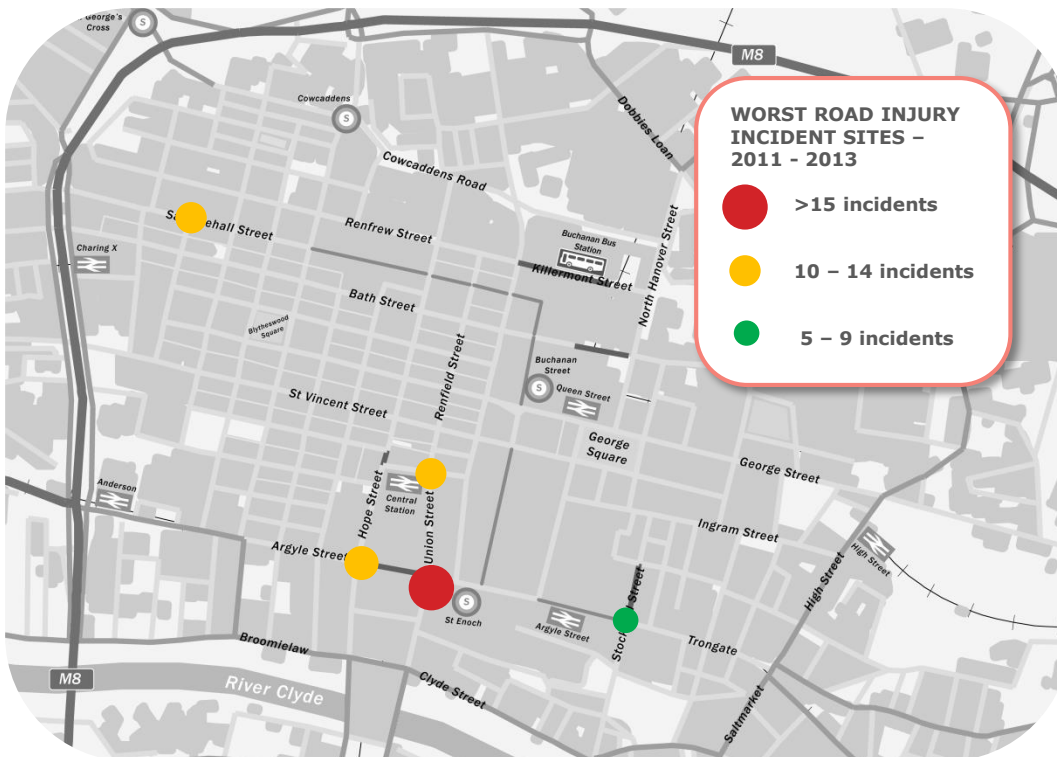 George's
Cross
S
M8
WORST ROAD INJURY
INCIDENT SITES –
2011 - 2013
>15 incidents
10 – 14 incidents
5 – 9 incidents
Cowcaddens
S
Dobbies Loan
Cowcaddens Road
ehall Street
Renfrew Street
Charing X
Buchanan Bus
Station
Killermont Street
North Hanover Street
Bath Street
Blytheswood
Square
Renfield Street
Buchanan
Street
S
Queen Street
St Vincent Street
George
Square
George Street
Anderson
Hope Street
Central
Station
Union Street
Ingram Street
High Street
High Street
Argyle Street
S
St Enoch
Argyle Street
Stoc
Street
Trongate
Broomielaw
Clyde Street
Saltmarket
M8
River Clyde